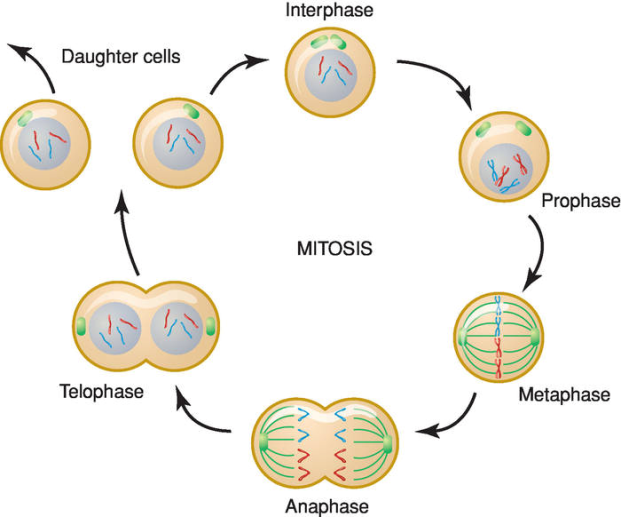 Interphase
Daughter cells
Prophase
MITOSIS
Telophase
Metaphase
Anaphase